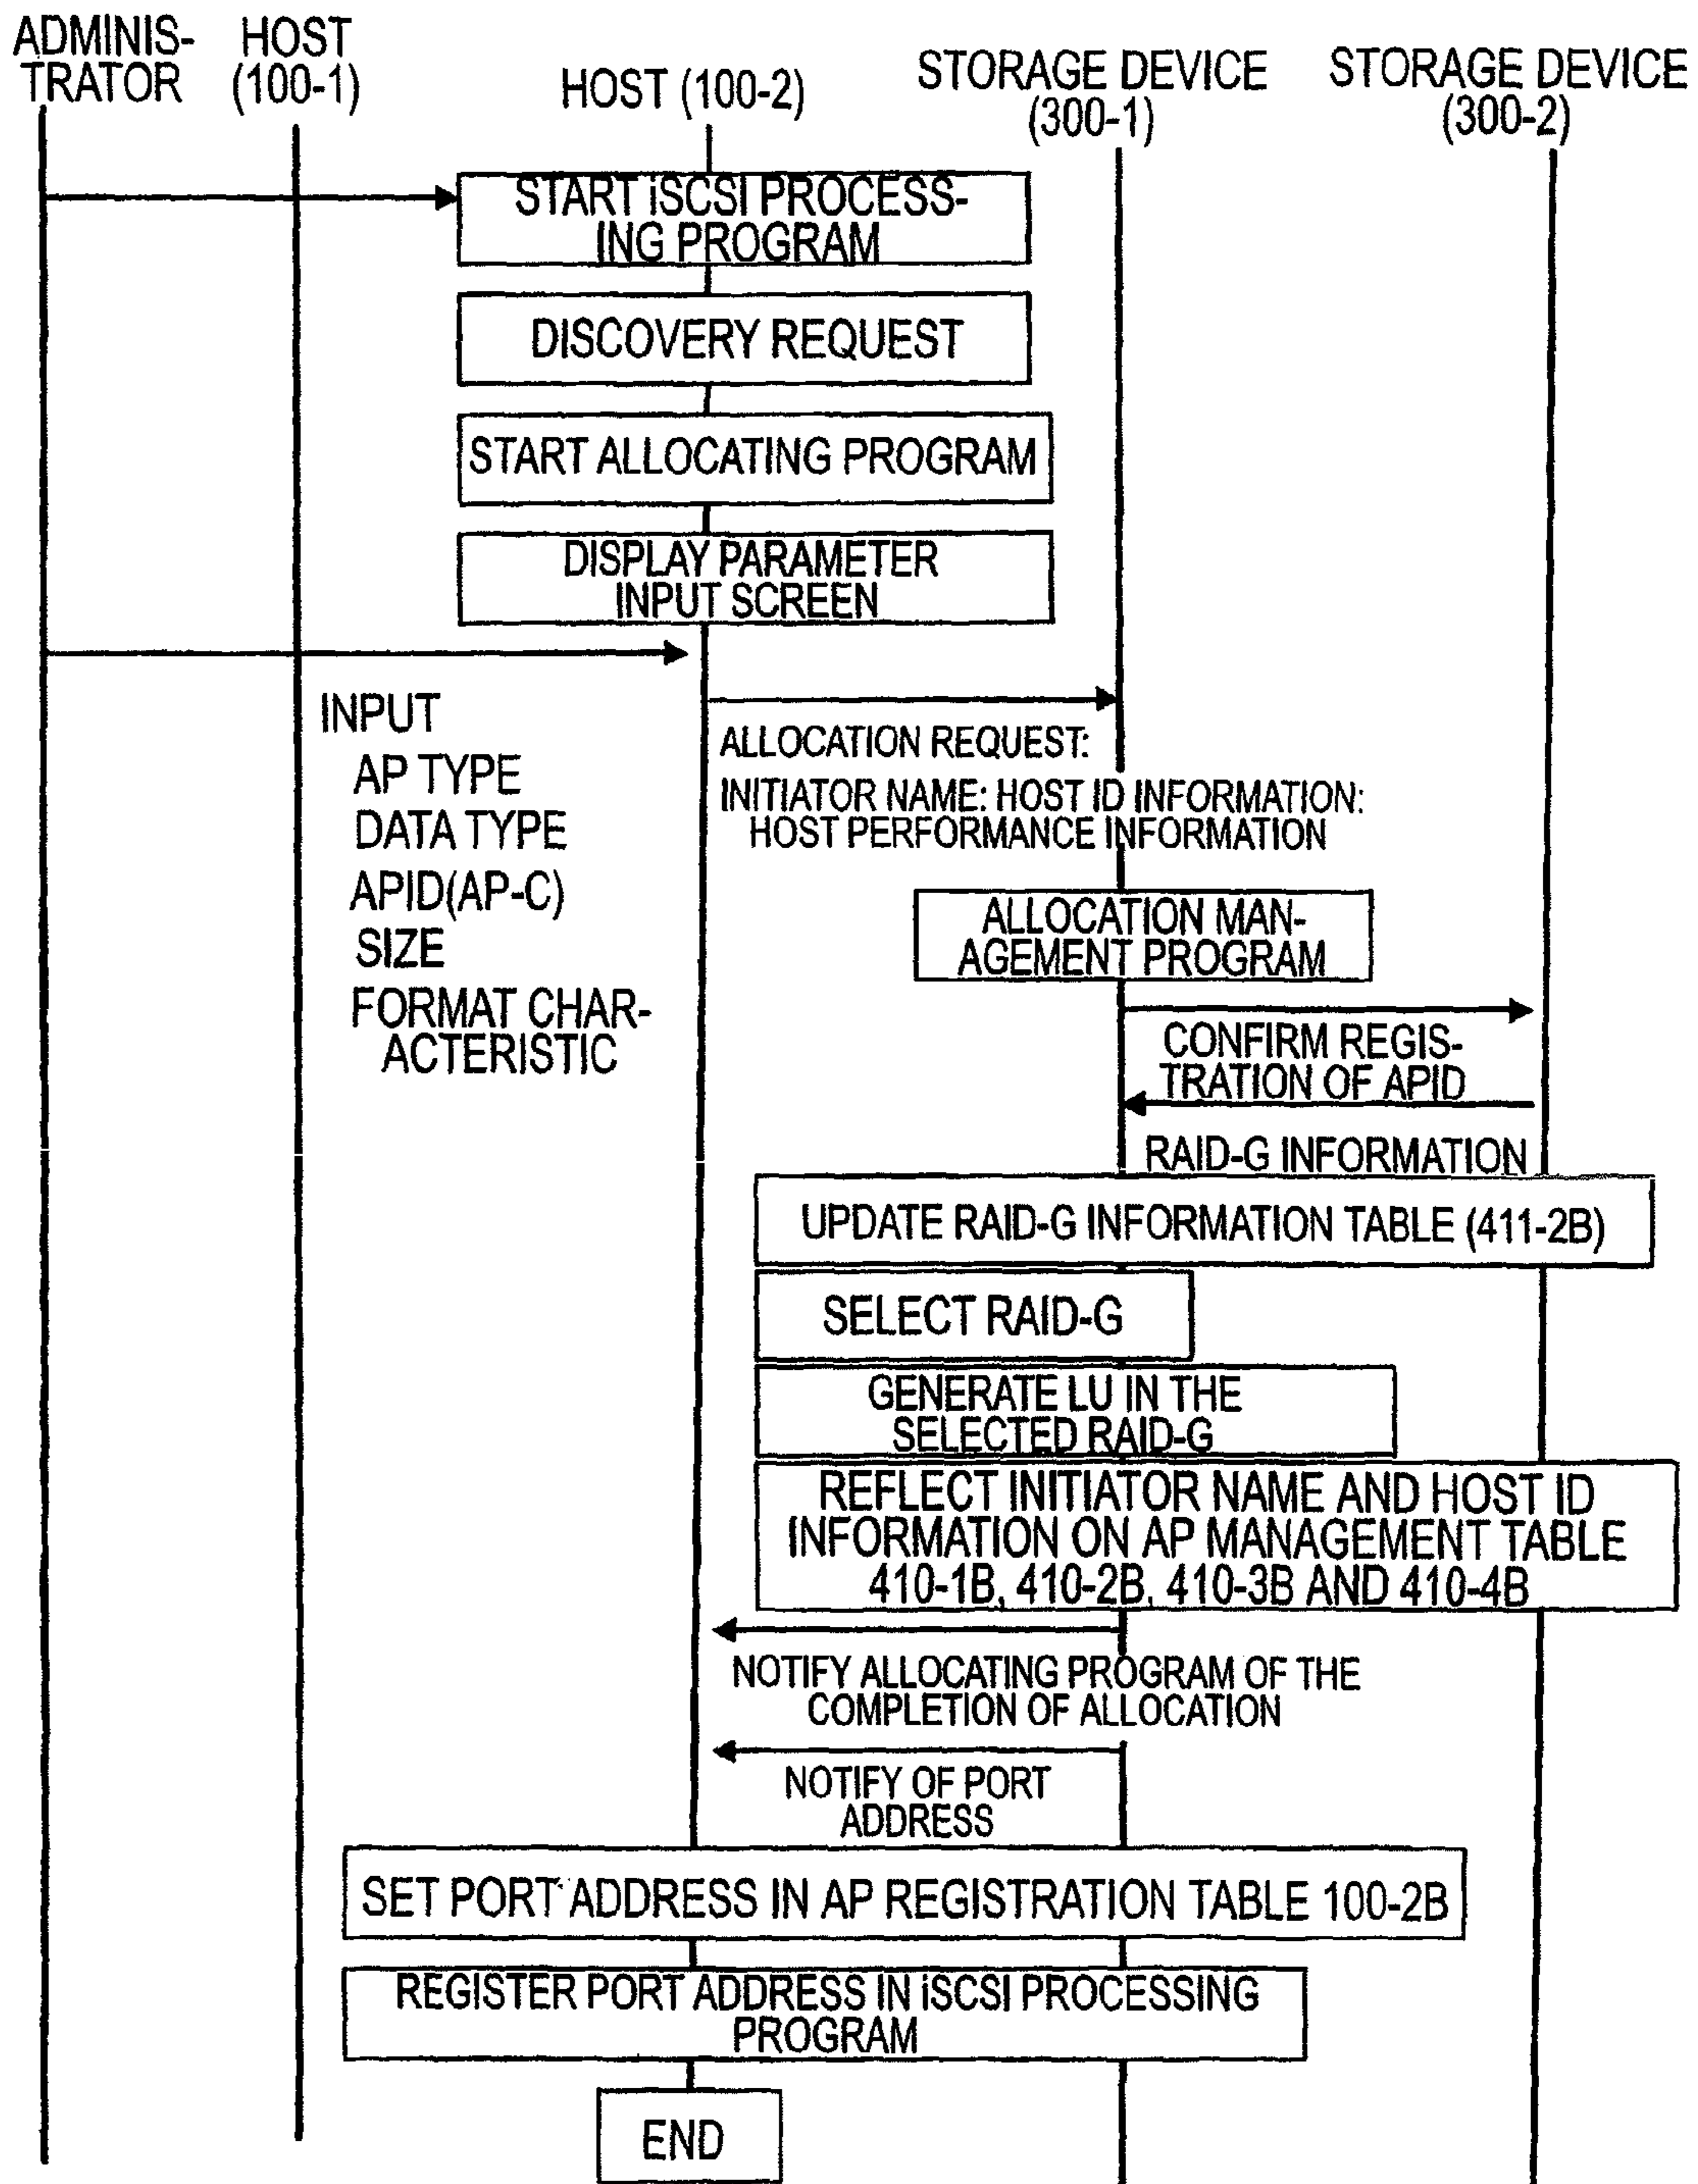 ADMINIS-
TRATOR
HOST
(100-1)
HOST (100-2)
STORAGE DEVICE
(300-1)
STORAGE DEVICE
(300-2)
START iSCSI PROCESS-
ING PROGRAM
DISCOVERY REQUEST
START ALLOCATING PROGRAM
DISPLAY PARAMETER
INPUT SCREEN
INPUT
AP TYPE
DATA TYPE
APID(AP-C)
SIZE
FORMAT CHAR-
ACTERISTIC
ALLOCATION REQUEST:
INITIATOR NAME: HOST ID INFORMATION:
HOST PERFORMANCE INFORMATION
ALLOCATION MAN-
AGEMENT PROGRAM
CONFIRM REGIS-
TRATION OF APID
RAID-G INFORMATION
UPDATE RAID-G INFORMATION TABLE (411-2B)
SELECT RAID-G
GENERATE LU IN THE
SELECTED RAID-G
REFLECT INITIATOR NAME AND HOST ID
INFORMATION ON AP MANAGEMENT TABLE
410-1B, 410-2B, 410-3B AND 410-4B
NOTIFY ALLOCATING PROGRAM OF THE
COMPLETION OF ALLOCATION
NOTIFY OF PORT
ADDRESS
SET PORT ADDRESS IN AP REGISTRATION TABLE 100-2B
REGISTER PORT ADDRESS IN iSCSI PROCESSING
PROGRAM
END